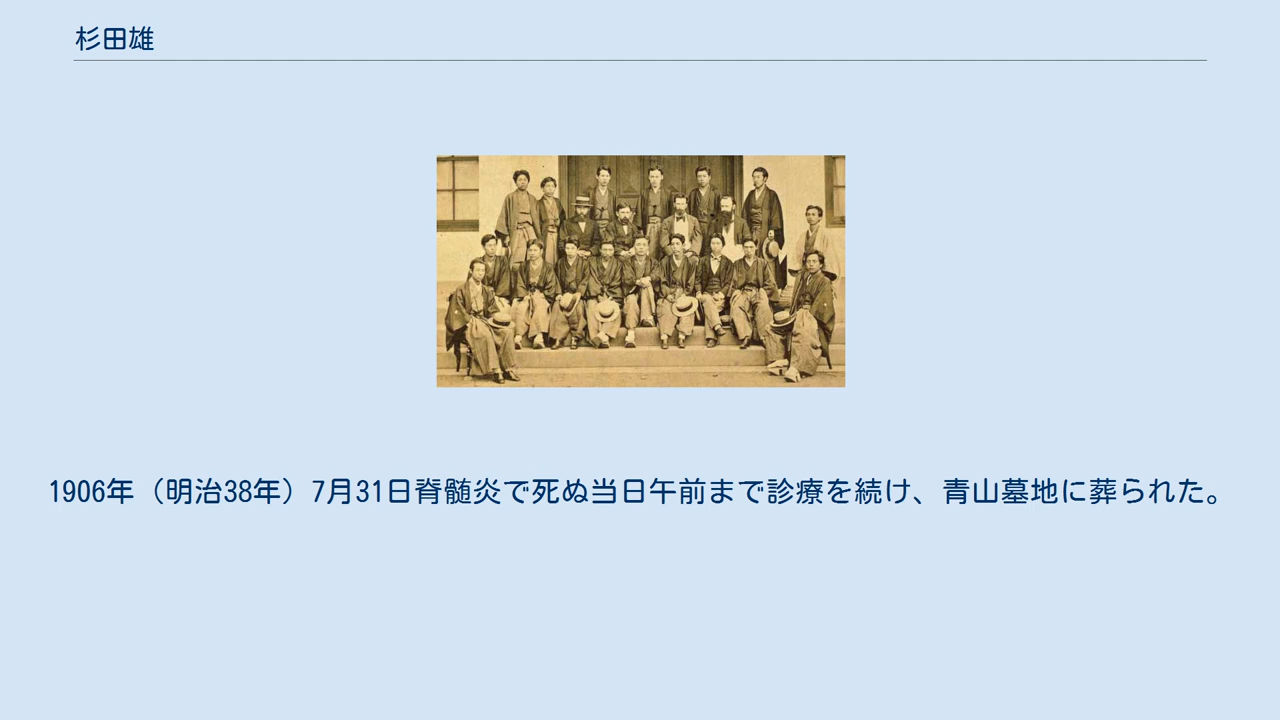 杉田雄
1906年（明治38年）7月31日脊髄炎で死ぬ当日午前まで診療を続け、青山墓地に葬られた。